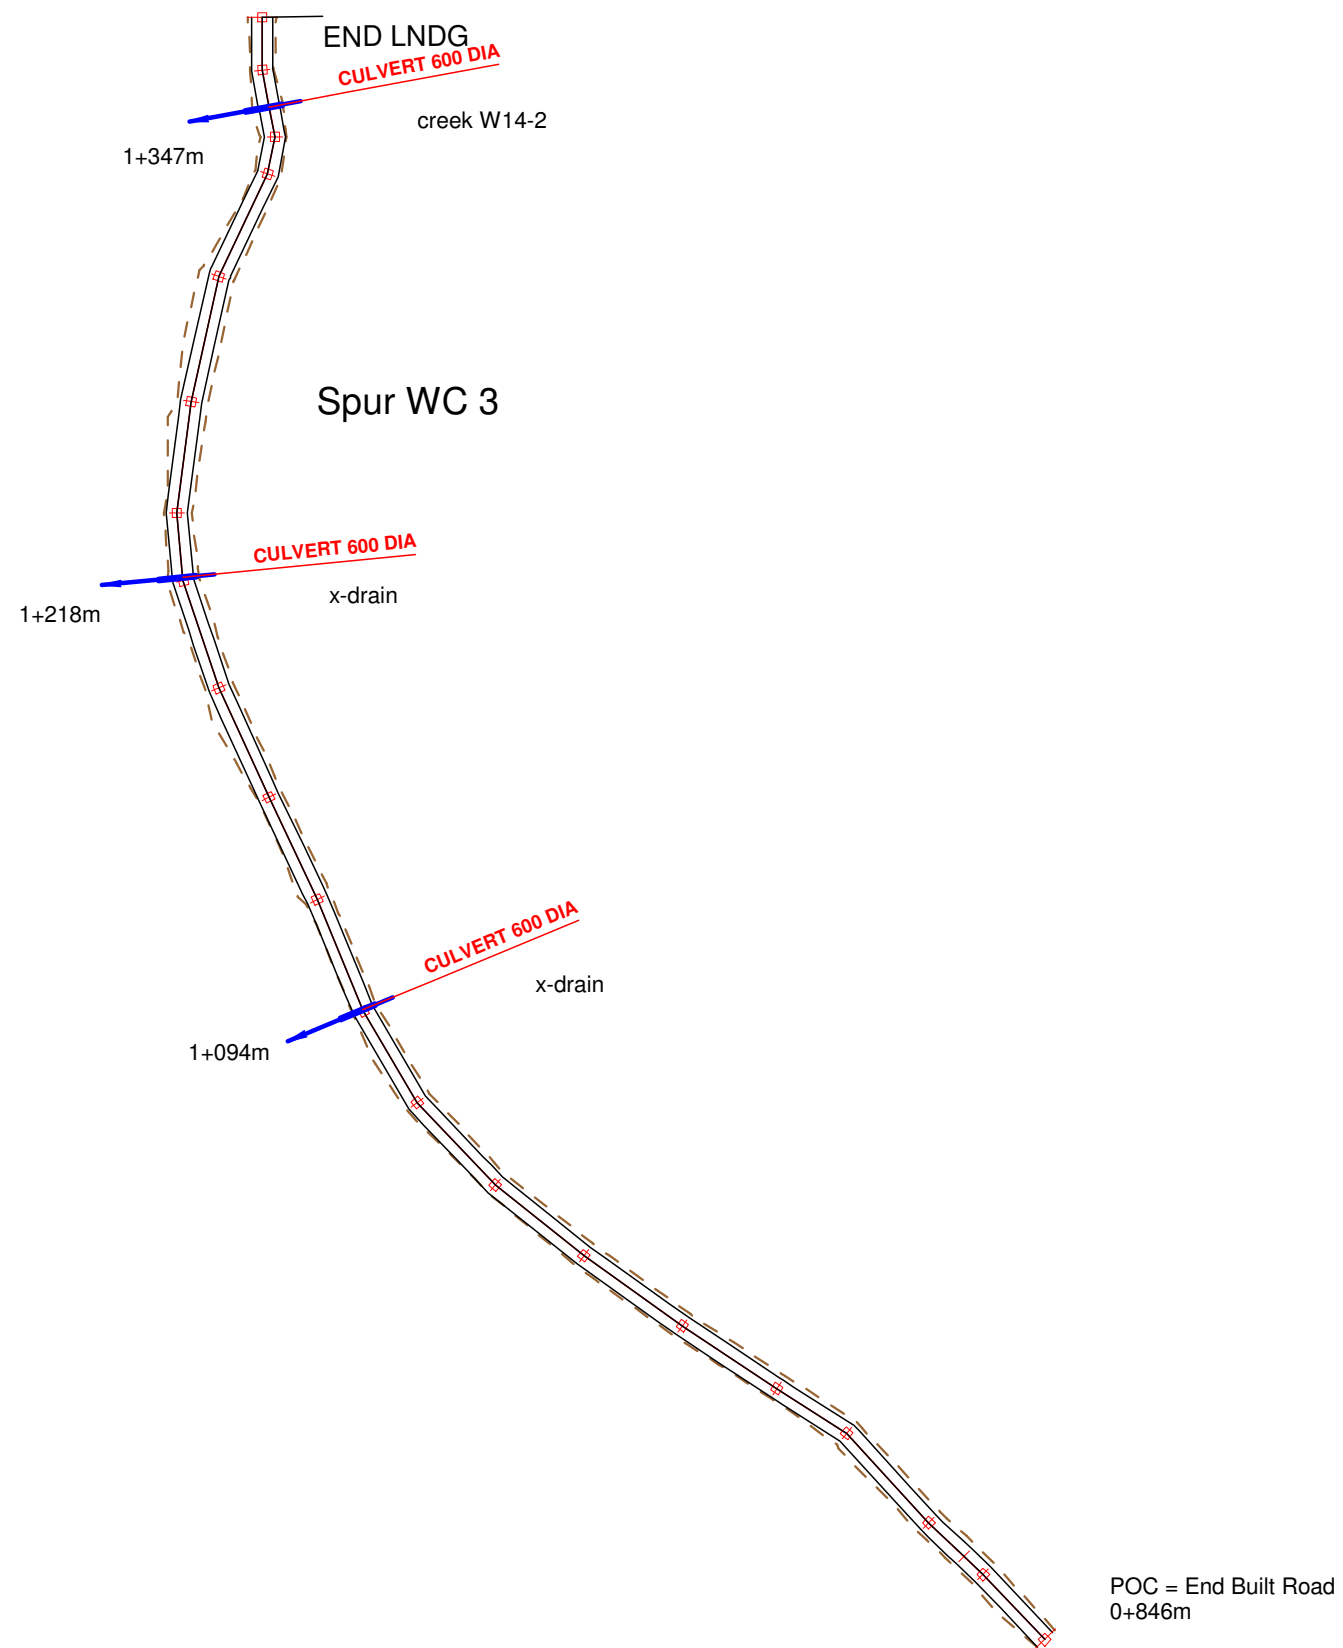 END LNDG
CULVERT 600 DIA
creek W14-2
1+347m
Spur WC 3
CULVERT 600 DIA
x-drain
1+218m
CULVERT 600 DIA
x-drain
1+094m
POC = End Built Road
0+846m